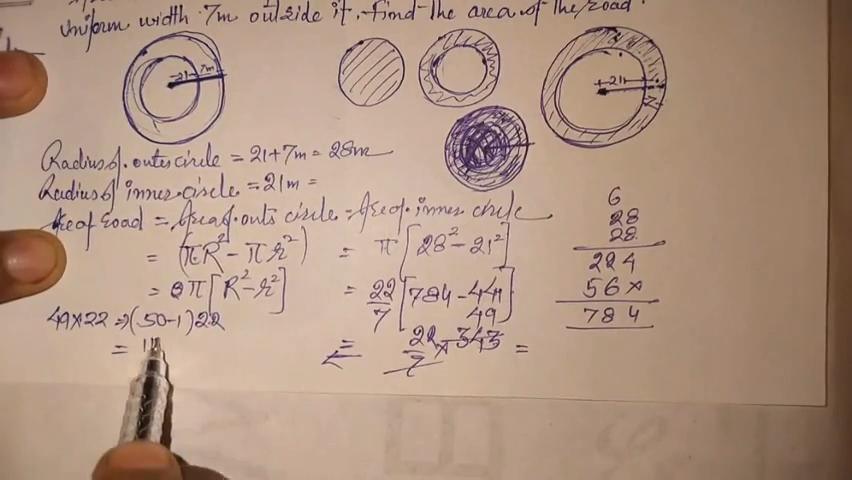 uniform width 7m outside it. Find the area of the road.
21 7m
21
Radius of outer circle = 21+7m = 28m
Radius of inner circle = 21m =
Area of road = Area of outer circle - Area of inner circle
= (πR² - πr²) = π[28² - 21²]
= π[R² - r²] = 22/7 [784 - 441]
49
49×22 ⇒ (50-1)22
= 22/7 × 343 =
=
6
28
28
224
56×
784